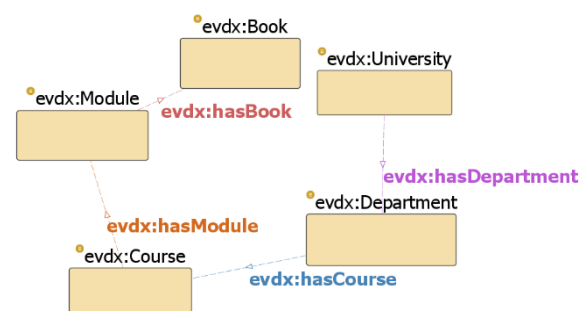 evdx:Book
evdx:University
evdx:Module
evdx:hasBook
evdx:hasDepartment
evdx:Department
evdx:hasModule
evdx:Course
evdx:hasCourse